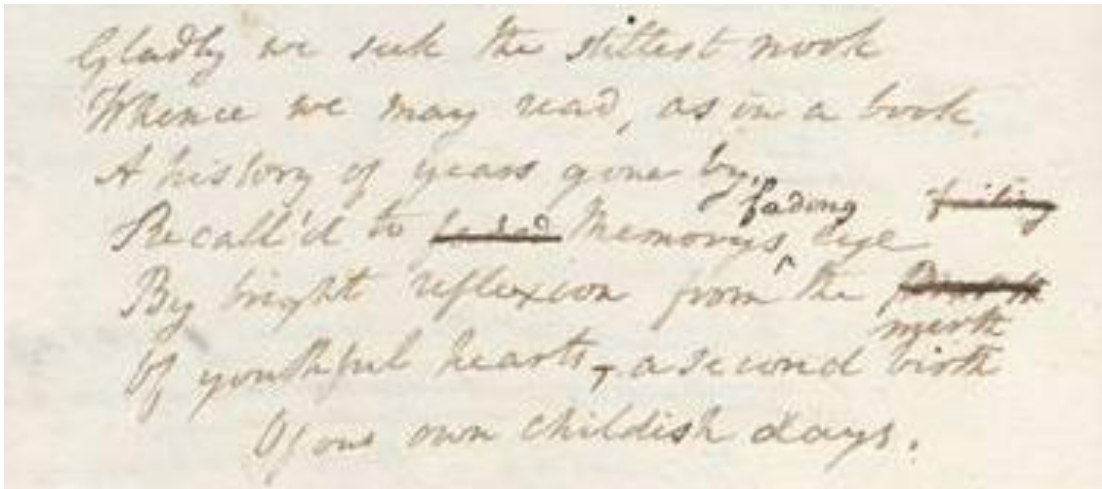 Gladly we seek the stillest nook
Whence we may read, as in a book
A history of years gone by,
fading failing
Recall'd to faded Memory's eye
By bright reflexion from the
mirth
Of youthful hearts, a second birth
Of our own childish days.